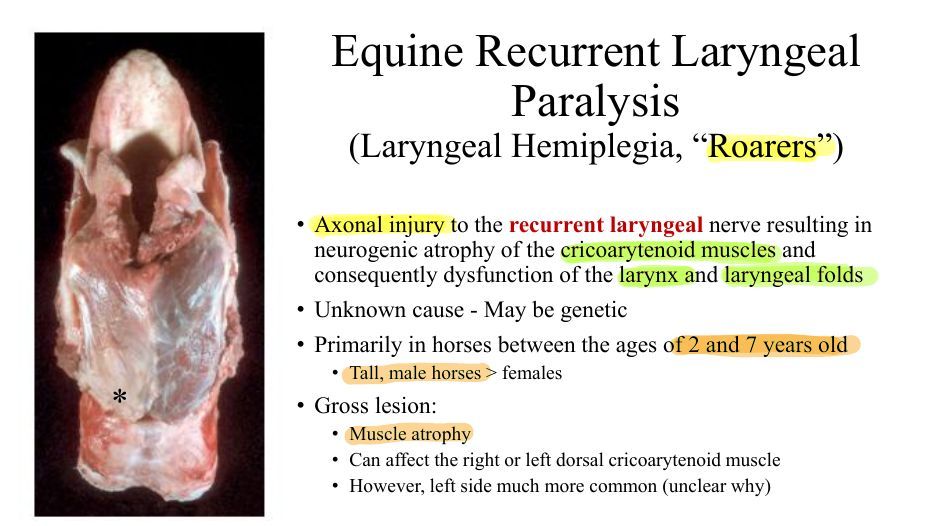 Equine Recurrent Laryngeal
Paralysis
(Laryngeal Hemiplegia, “Roarers”)
• Axonal injury to the recurrent laryngeal nerve resulting in
neurogenic atrophy of the cricoarytenoid muscles and
consequently dysfunction of the larynx and laryngeal folds
• Unknown cause - May be genetic
• Primarily in horses between the ages of 2 and 7 years old
• Tall, male horses > females
• Gross lesion:
• Muscle atrophy
• Can affect the right or left dorsal cricoarytenoid muscle
• However, left side much more common (unclear why)
*